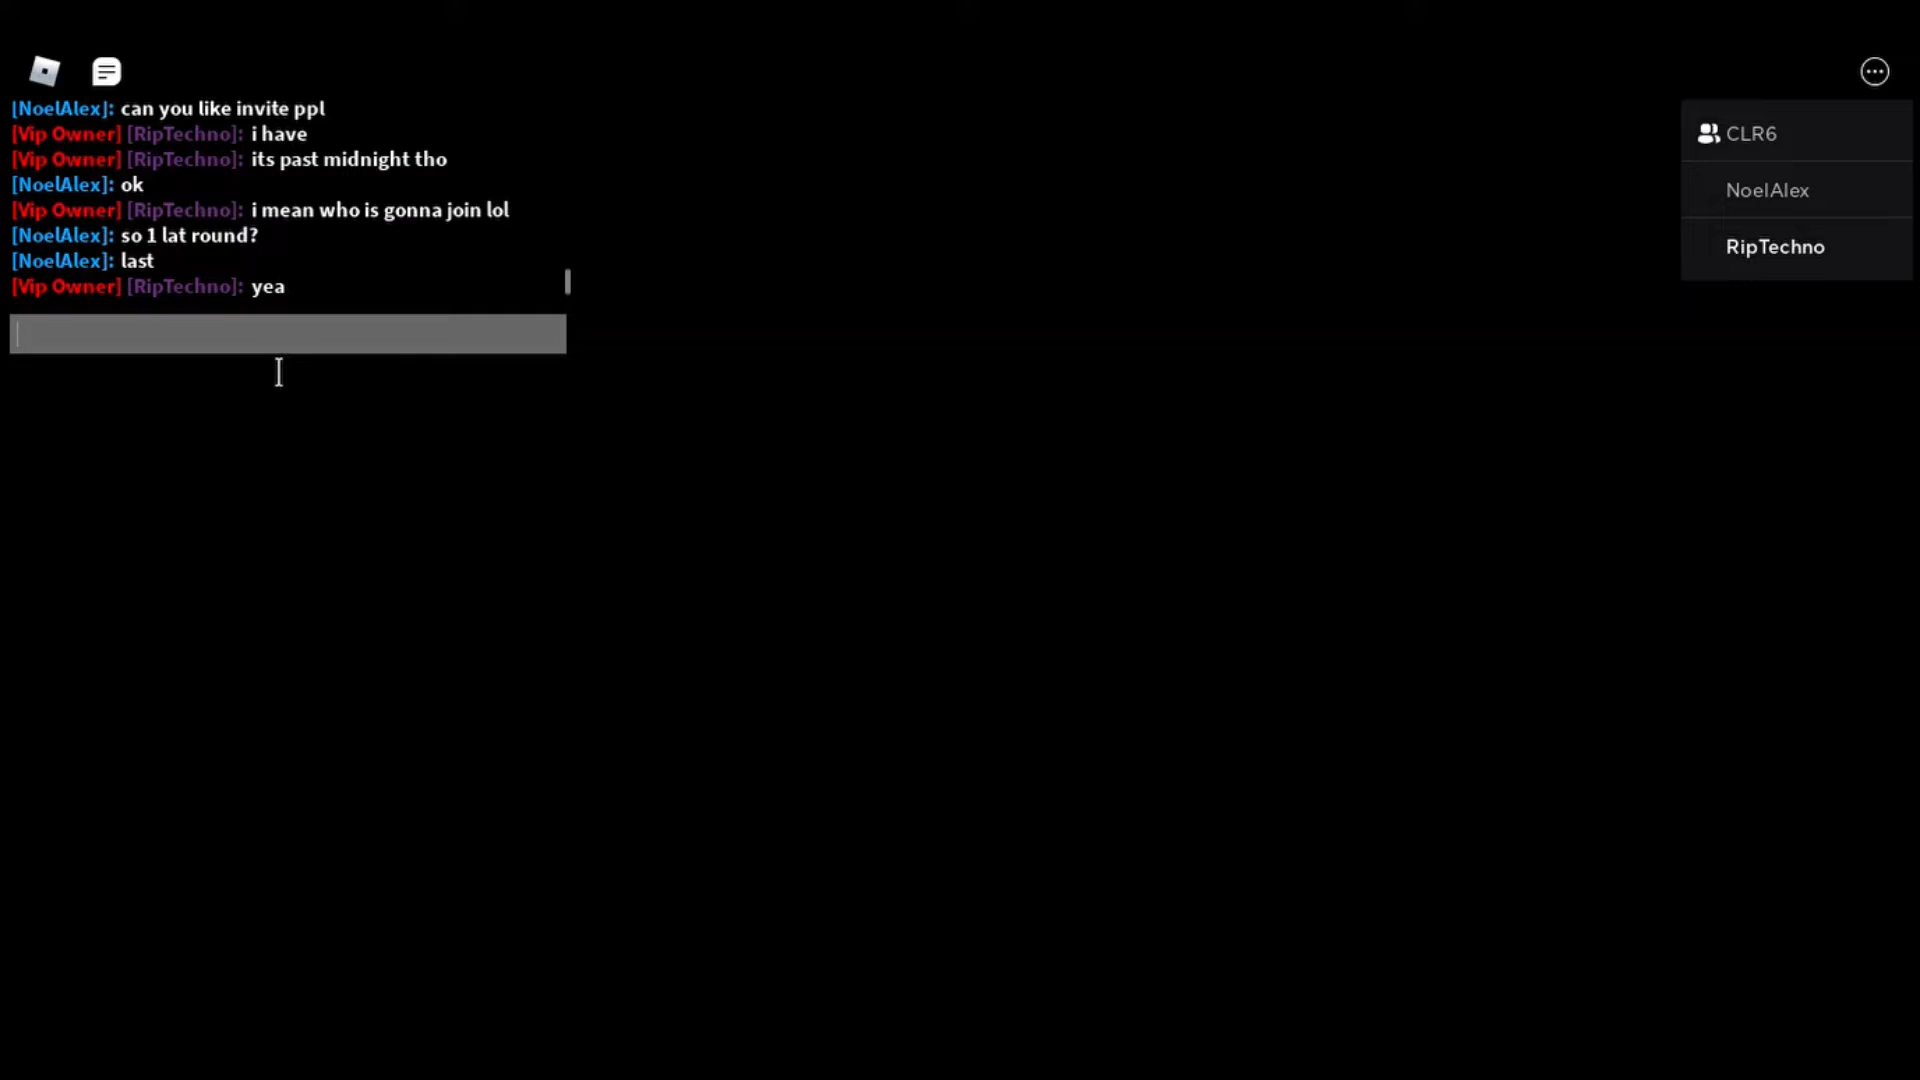 [NoelAlex]: can you like invite ppl
[Vip Owner] [RipTechno]: i have
[Vip Owner] [RipTechno]: its past midnight tho
[NoelAlex]: ok
[Vip Owner] [RipTechno]: i mean who is gonna join lol
[NoelAlex]: so 1 lat round?
[NoelAlex]: last
[Vip Owner] [RipTechno]: yea
CLR6
NoelAlex
RipTechno